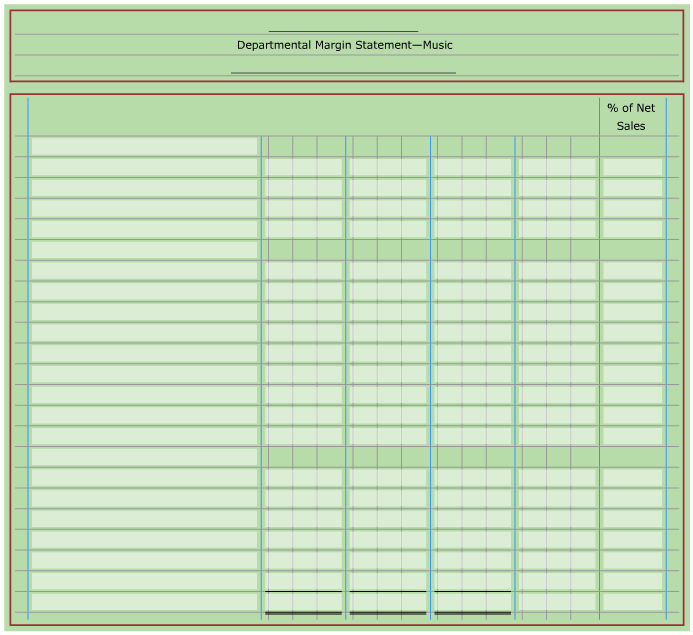 Departmental Margin Statement—Music
% of Net
Sales